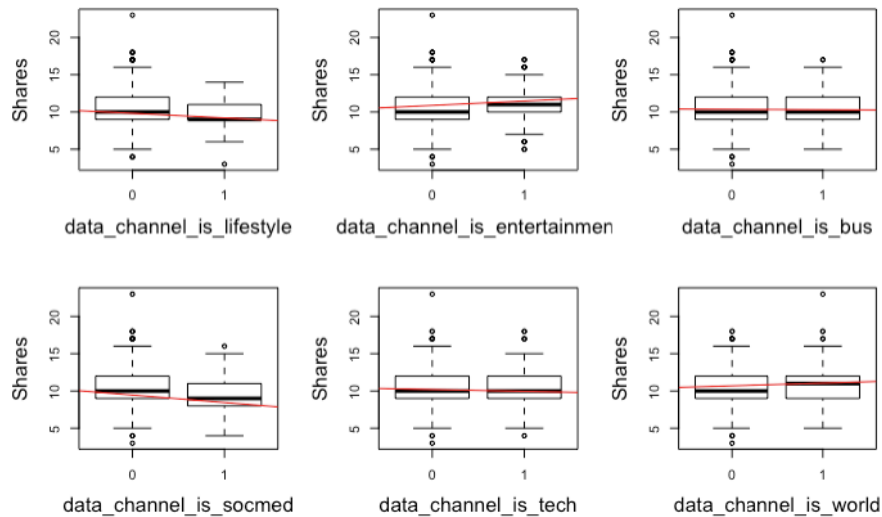 Shares
20
15
10
5
0 1
data_channel_is_lifestyle
Shares
20
15
10
5
0 1
data_channel_is_entertainmen
Shares
20
15
10
5
0 1
data_channel_is_bus
Shares
20
15
10
5
0 1
data_channel_is_socmed
Shares
20
15
10
5
0 1
data_channel_is_tech
Shares
20
15
10
5
0 1
data_channel_is_world